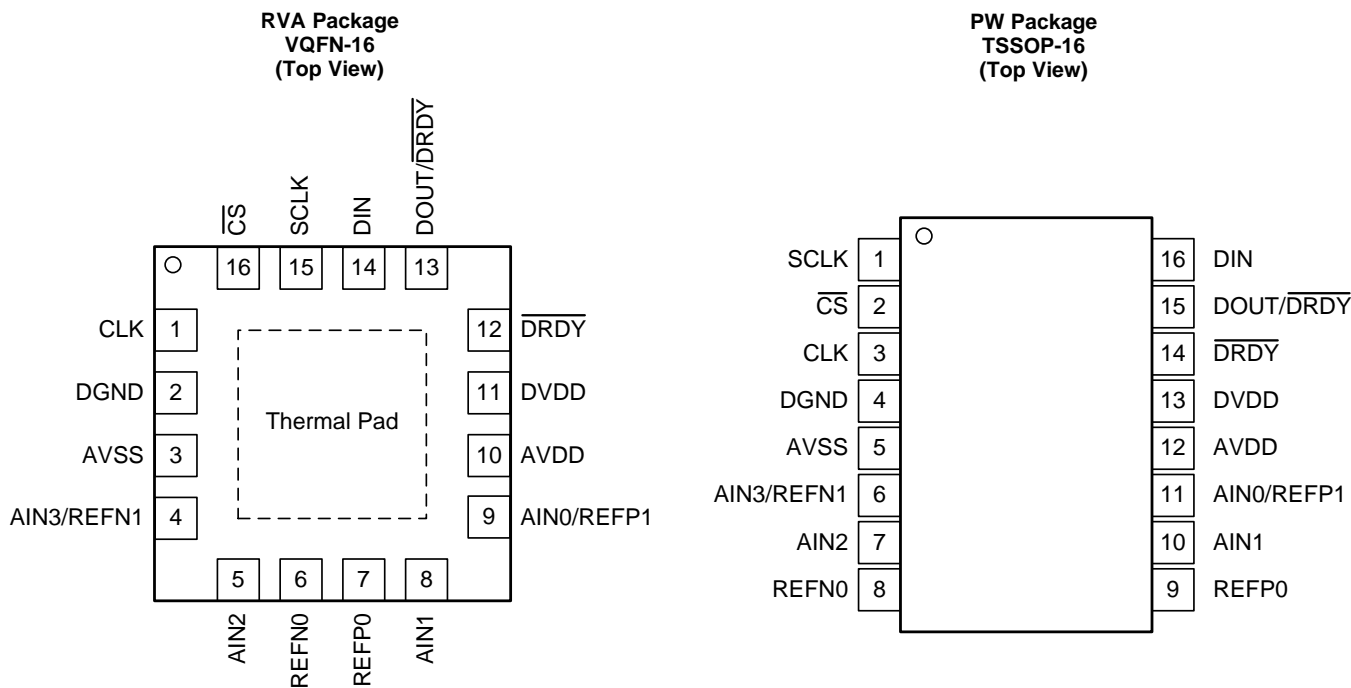 RVA Package
VQFN-16
(Top View)
CS
SCLK
DIN
DOUT/DRDY
16
15
14
13
CLK 1
DGND 2
AVSS 3
AIN3/REFN1 4
Thermal Pad
12 DRDY
11 DVDD
10 AVDD
9 AIN0/REFP1
5
6
7
8
AIN2
REFN0
REFP0
AIN1
PW Package
TSSOP-16
(Top View)
SCLK 1
CS 2
CLK 3
DGND 4
AVSS 5
AIN3/REFN1 6
AIN2 7
REFN0 8
16 DIN
15 DOUT/DRDY
14 DRDY
13 DVDD
12 AVDD
11 AIN0/REFP1
10 AIN1
9 REFP0